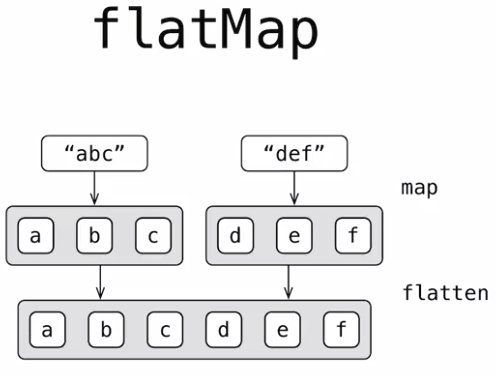 flatMap
“abc” “def”
map
a b c d e f
flatten
a b c d e f